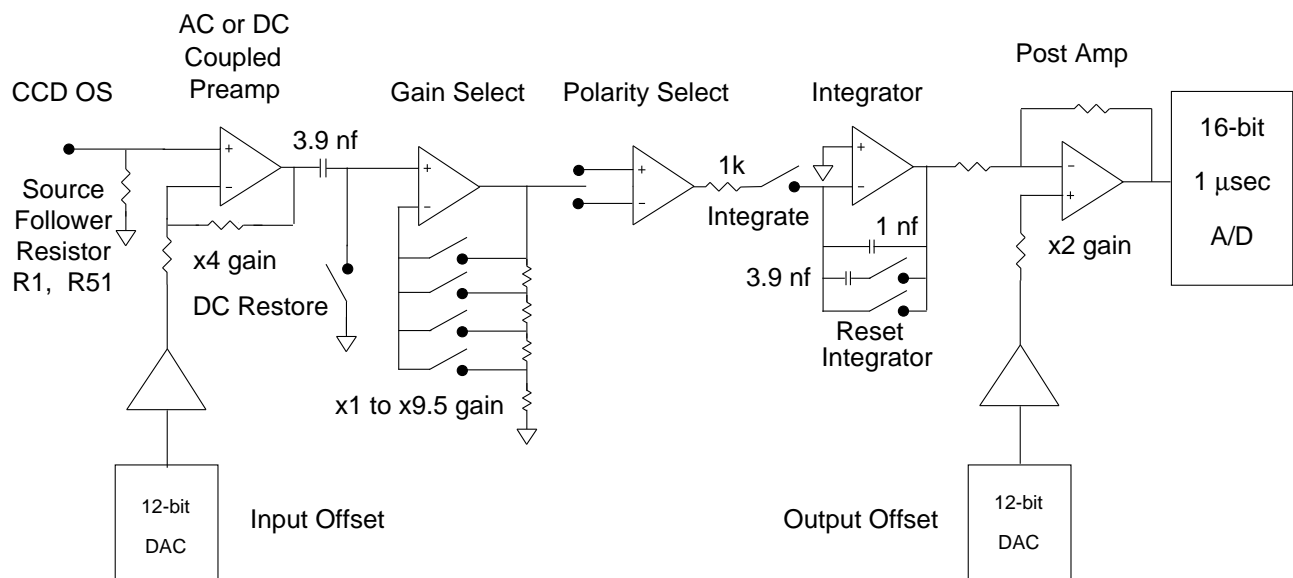 AC or DC
Coupled
Preamp
CCD OS
Gain Select
Polarity Select
Integrator
Post Amp
3.9 nf
+
-
Source
Follower
Resistor
R1, R51
x4 gain
DC Restore
+
-
x1 to x9.5 gain
+
-
1k
Integrate
+
-
1 nf
3.9 nf
Reset
Integrator
-
+
x2 gain
16-bit
1 μsec
A/D
12-bit
DAC
Input Offset
Output Offset
12-bit
DAC